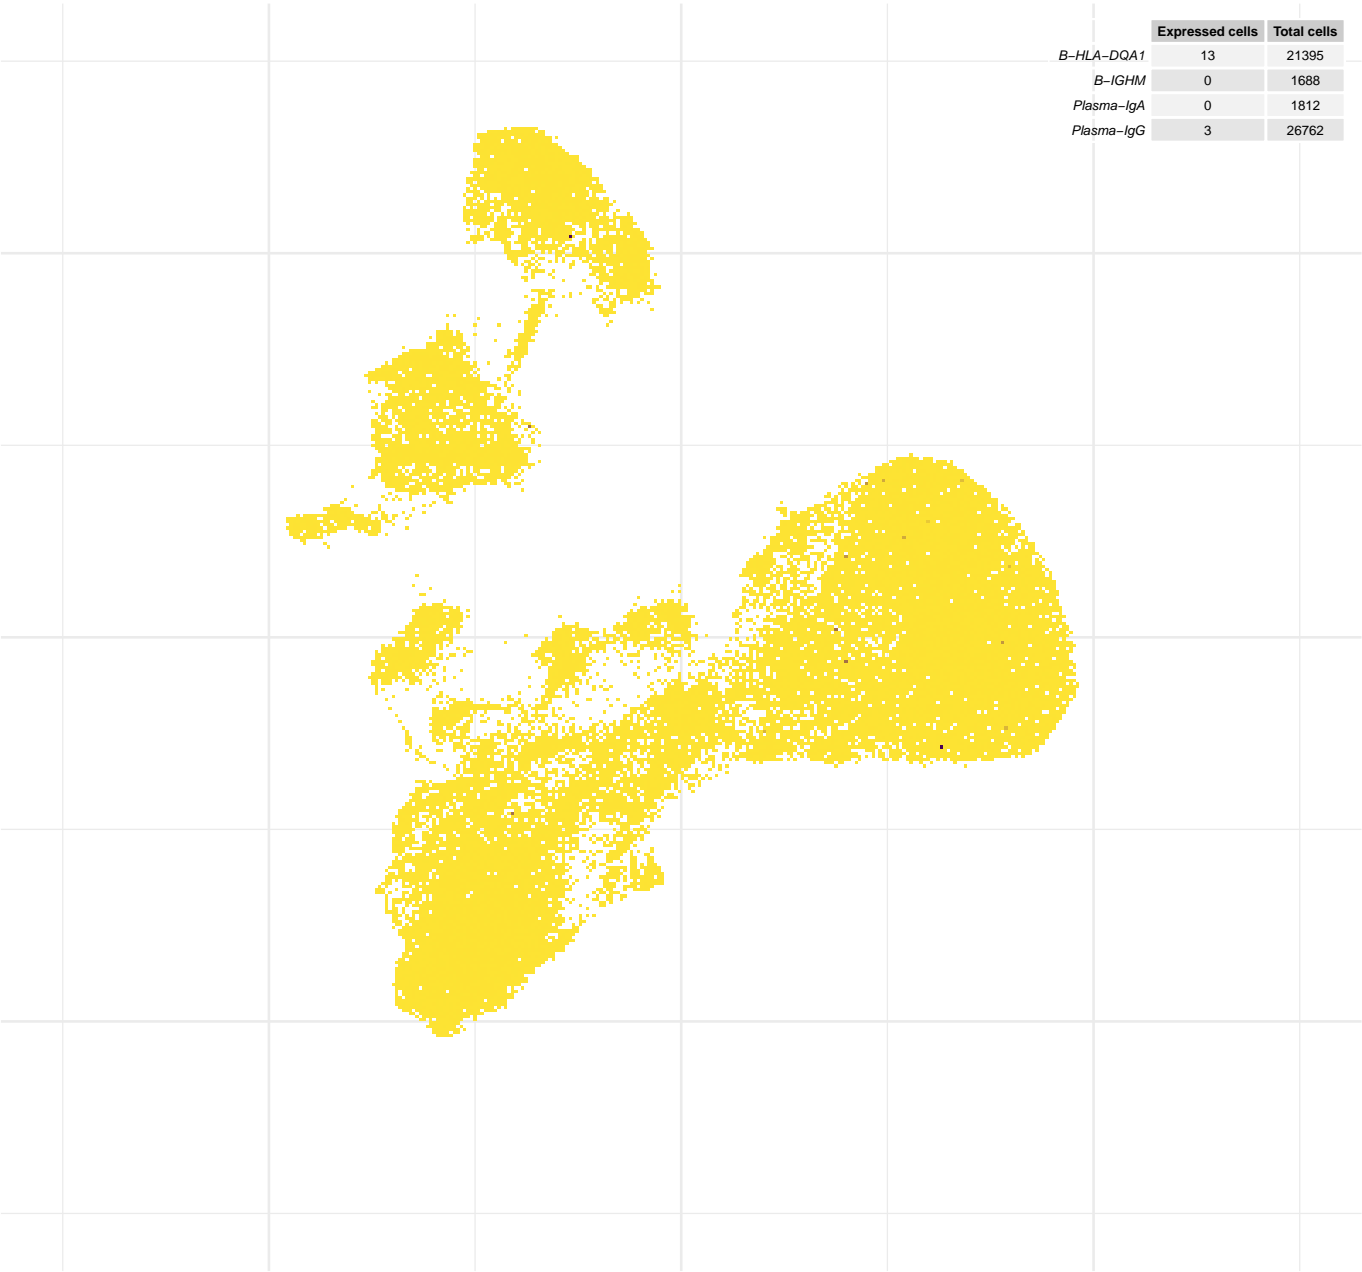 Expressed cells Total cells
B−HLA−DQA1 13 21395
B−IGHM 0 1688
Plasma−IgA 0 1812
Plasma−IgG 3 26762